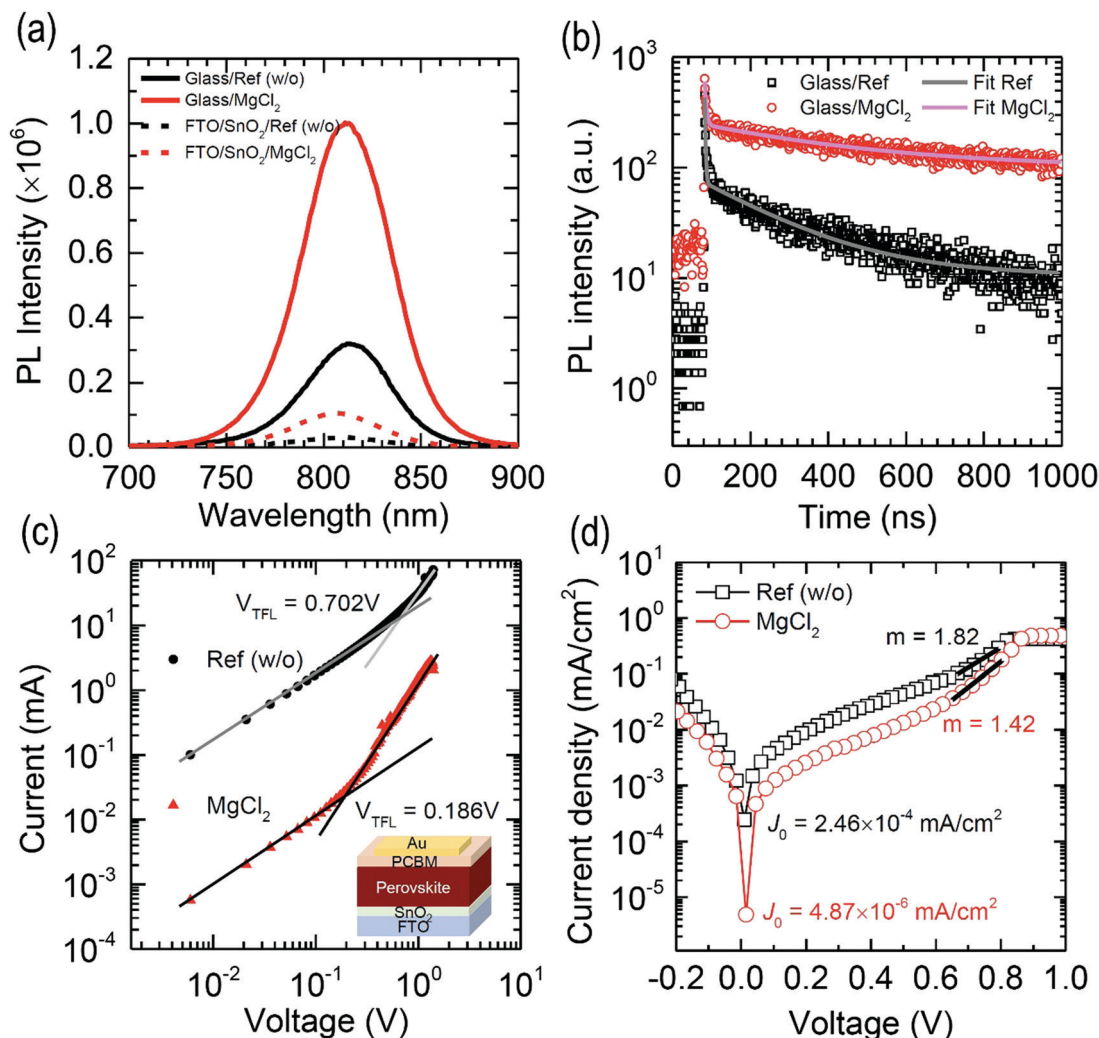 (a)
1.2
1.0
0.8
0.6
0.4
0.2
0.0
PL Intensity (×10⁶)
Glass/Ref (w/o)
Glass/MgCl₂
FTO/SnO₂/Ref (w/o)
FTO/SnO₂/MgCl₂
700 750 800 850 900
Wavelength (nm)
(b)
10³
10²
10¹
10⁰
PL intensity (a.u.)
Glass/Ref
Glass/MgCl₂
Fit Ref
Fit MgCl₂
0 200 400 600 800 1000
Time (ns)
(c)
10²
10¹
10⁰
10⁻¹
10⁻²
10⁻³
10⁻⁴
Current (mA)
V_TFL = 0.702V
Ref (w/o)
MgCl₂
V_TFL = 0.186V
Au
PCBM
Perovskite
SnO₂
FTO
10⁻² 10⁻¹ 10⁰ 10¹
Voltage (V)
(d)
10¹
10⁰
10⁻¹
10⁻²
10⁻³
10⁻⁴
10⁻⁵
Current density (mA/cm²)
Ref (w/o)
MgCl₂
m = 1.82
m = 1.42
J₀ = 2.46×10⁻⁴ mA/cm²
J₀ = 4.87×10⁻⁶ mA/cm²
-0.2 0.0 0.2 0.4 0.6 0.8 1.0
Voltage (V)